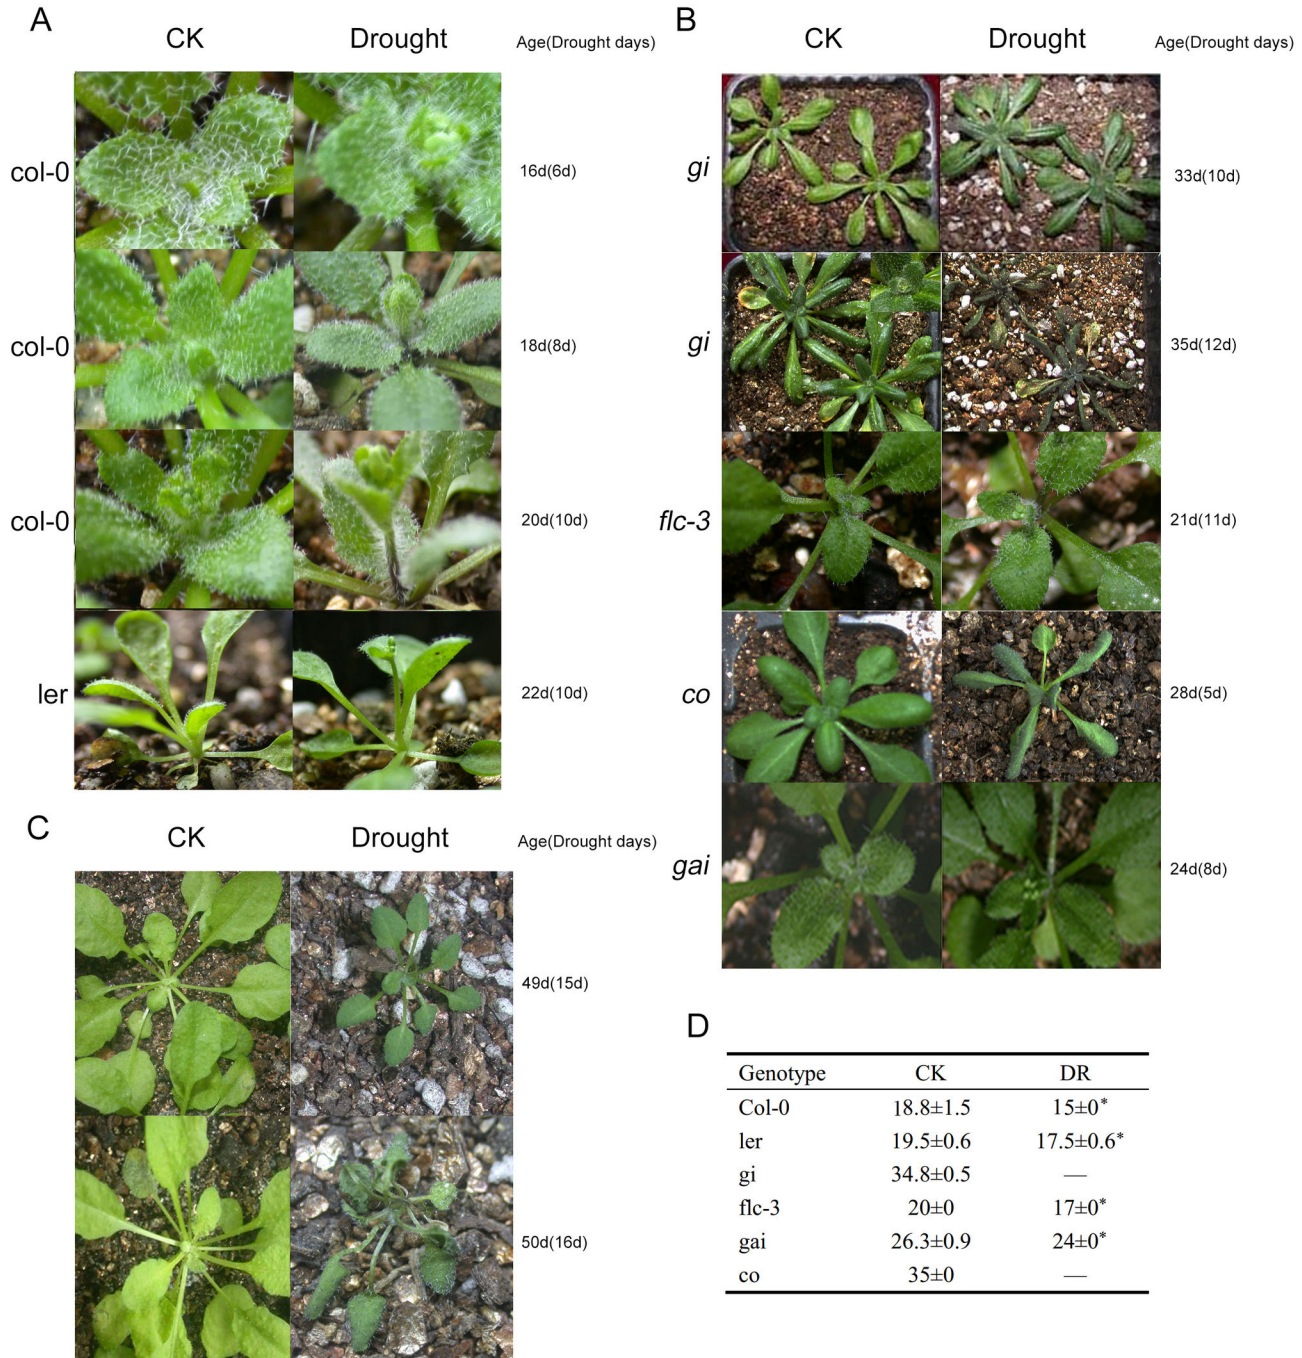 A
CK Drought Age(Drought days)
col-0 16d(6d)
col-0 18d(8d)
col-0 20d(10d)
ler 22d(10d)
B
CK Drought Age(Drought days)
gi 33d(10d)
gi 35d(12d)
flc-3 21d(11d)
co 28d(5d)
gai 24d(8d)
C
CK Drought Age(Drought days)
49d(15d)
50d(16d)
D
Genotype CK DR
Col-0 18.8±1.5 15±0*
ler 19.5±0.6 17.5±0.6*
gi 34.8±0.5 —
flc-3 20±0 17±0*
gai 26.3±0.9 24±0*
co 35±0 —